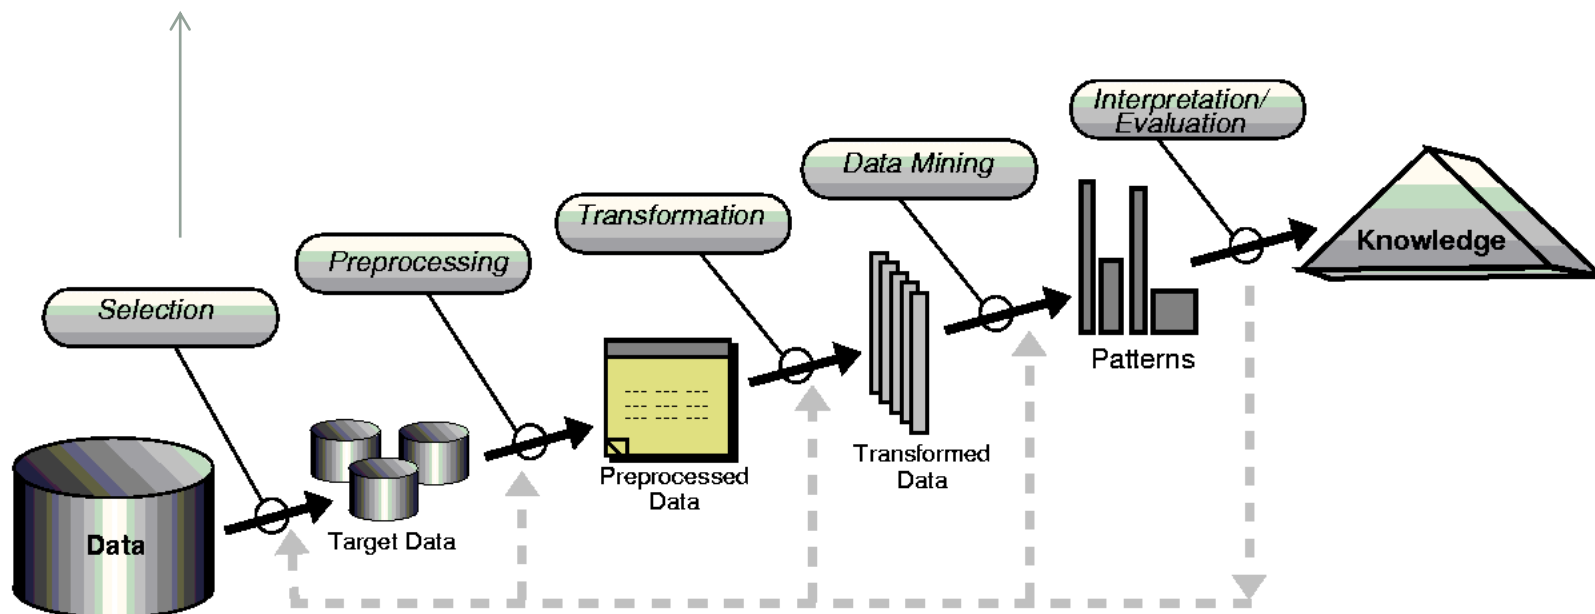 Selection
Preprocessing
Transformation
Data Mining
Interpretation/
Evaluation
Data
Target Data
Preprocessed
Data
Transformed
Data
Patterns
Knowledge